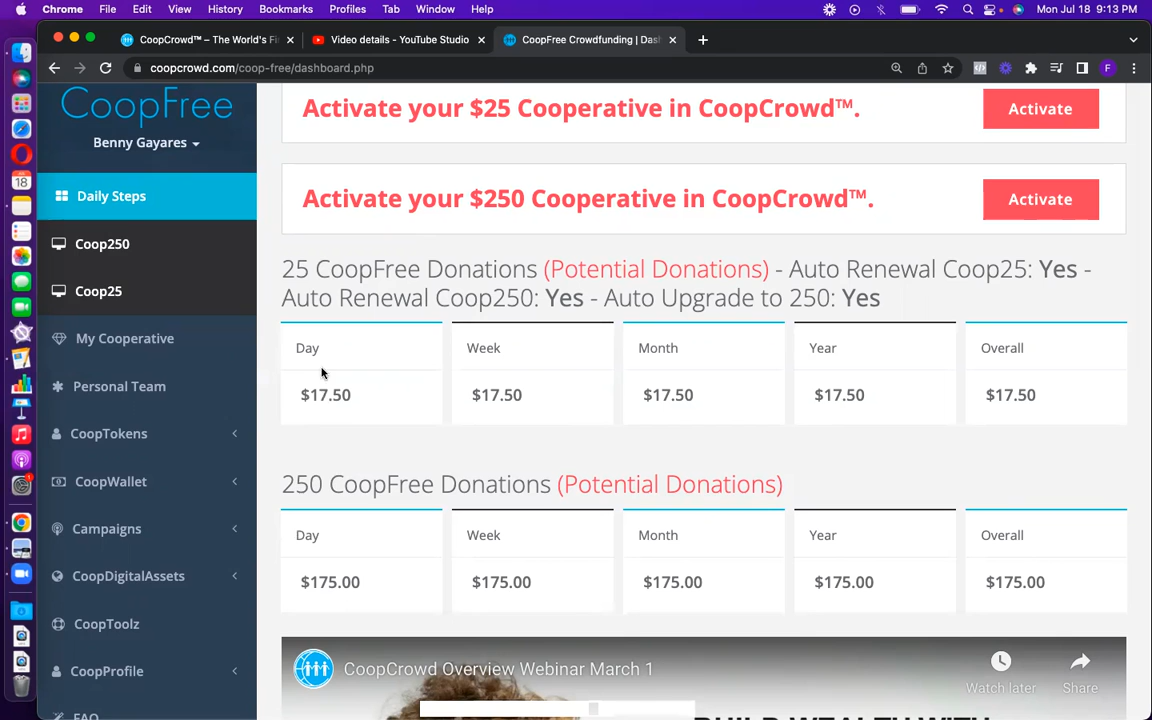 Chrome File Edit View History Bookmarks Profiles Tab Window Help Mon Jul 18 9:13 PM
CoopCrowd™ – The World's Fi
Video details - YouTube Studio
CoopFree Crowdfunding | Das
coopcrowd.com/coop-free/dashboard.php
F
CoopFree
Benny Gayares
Daily Steps
Coop250
Coop25
My Cooperative
Personal Team
CoopTokens
CoopWallet
Campaigns
CoopDigitalAssets
CoopToolz
CoopProfile
FAQ
Activate your $25 Cooperative in CoopCrowd™. Activate
Activate your $250 Cooperative in CoopCrowd™. Activate
25 CoopFree Donations (Potential Donations) - Auto Renewal Coop25: Yes -
Auto Renewal Coop250: Yes - Auto Upgrade to 250: Yes
Day Week Month Year Overall
$17.50 $17.50 $17.50 $17.50 $17.50
250 CoopFree Donations (Potential Donations)
Day Week Month Year Overall
$175.00 $175.00 $175.00 $175.00 $175.00
CoopCrowd Overview Webinar March 1
Watch later Share
BUILD WEALTH WITH